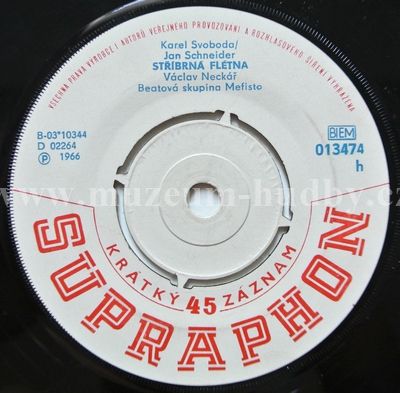 VŠECHNA PRÁVA VÝROBCE I AUTORŮ VEŘEJNÉHO PROVOZOVÁNÍ A ROZHLASOVÉHO ŠÍŘENÍ VYHRAZENA
Karel Svoboda/
Jan Schneider
STŘÍBRNÁ FLÉTNA
Václav Neckář
Beatová skupina Mefisto
B-03*10344
D 02264
Ⓟ 1966
BIEM
013474
h
www.muzeum-hudby.cz
KRÁTKÝ 45 ZÁZNAM
SUPRAPHON